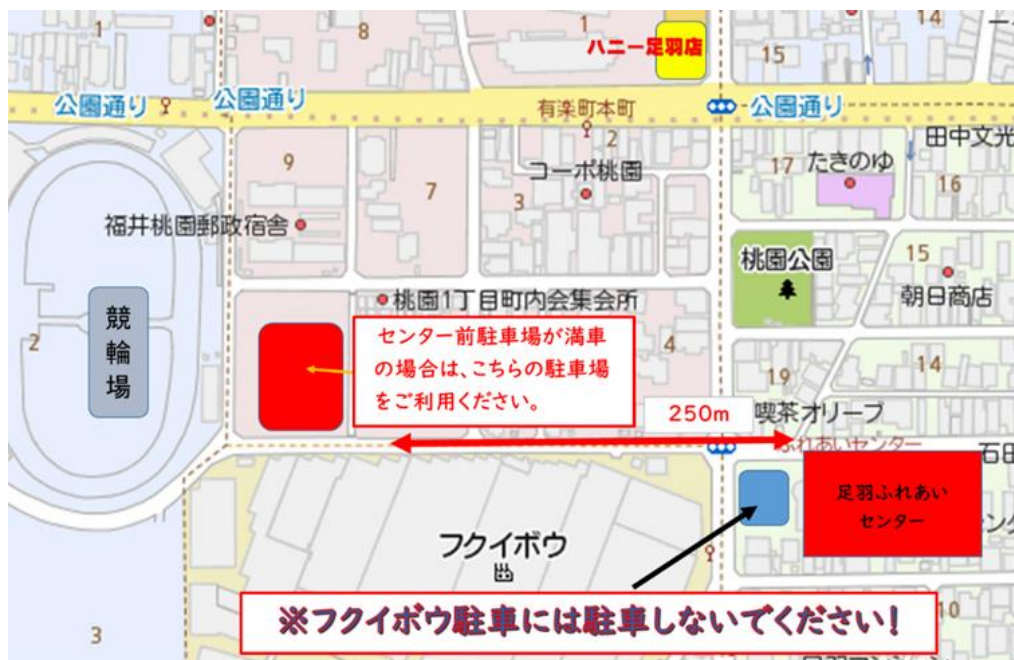 1
8
1
ハニー足羽店
15
14
公園通り
公園通り
有楽町本町
公園通り
9
7
2
コーポ桃園
3
17
たきのゆ
田中文光
16
福井桃園郵政宿舎
桃園公園
15
朝日商店
桃園1丁目町内会集会所
競
輪
場
2
センター前駐車場が満車
の場合は、こちらの駐車場
をご利用ください。
4
19
14
250m
喫茶オリーブ
ふれあいセンター
石田
足羽ふれあい
センター
フクイボウ
ング
※フクイボウ駐車には駐車しないでください!
10
3